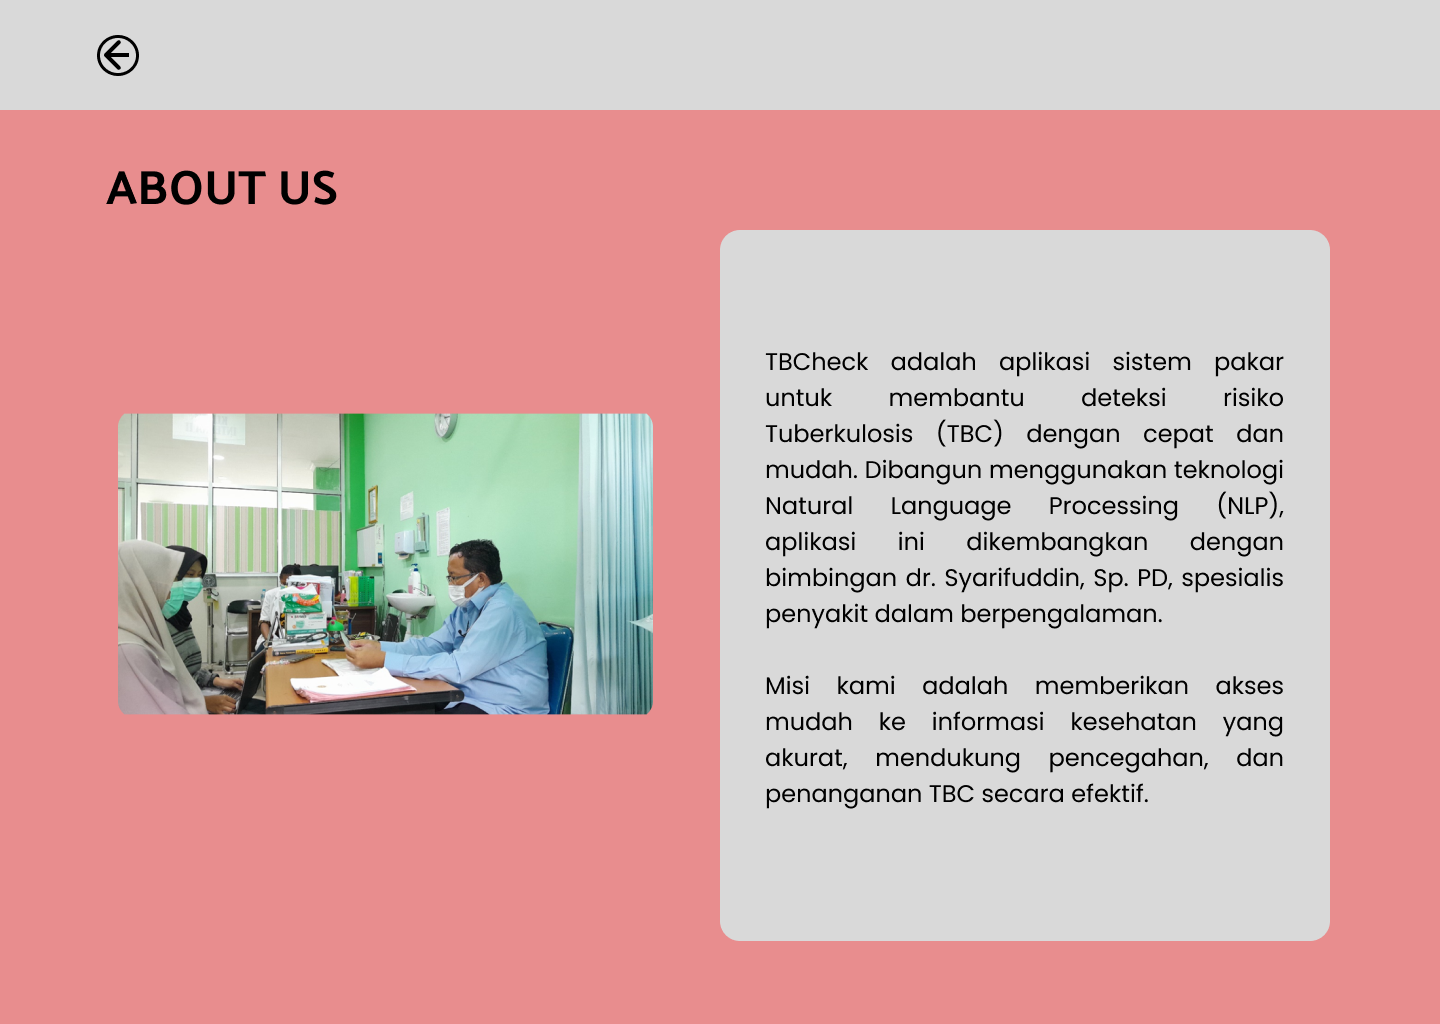 ABOUT US
TBCheck adalah aplikasi sistem pakar
untuk membantu deteksi risiko
Tuberkulosis (TBC) dengan cepat dan
mudah. Dibangun menggunakan teknologi
Natural Language Processing (NLP),
aplikasi ini dikembangkan dengan
bimbingan dr. Syarifuddin, Sp. PD, spesialis
penyakit dalam berpengalaman.
Misi kami adalah memberikan akses
mudah ke informasi kesehatan yang
akurat, mendukung pencegahan, dan
penanganan TBC secara efektif.